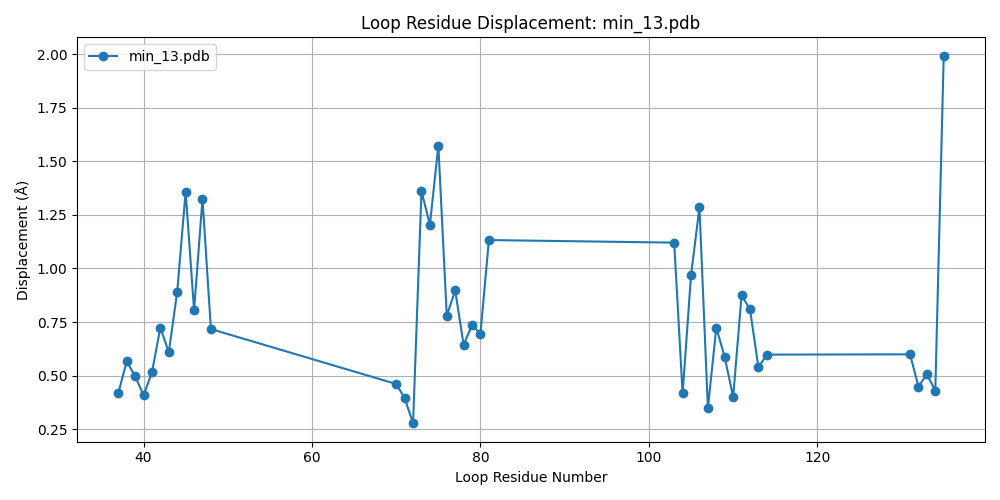 Loop Residue Displacement: min_13.pdb
min_13.pdb
2.00
1.75
1.50
1.25
1.00
0.75
0.50
0.25
Displacement (Å)
40 60 80 100 120
Loop Residue Number